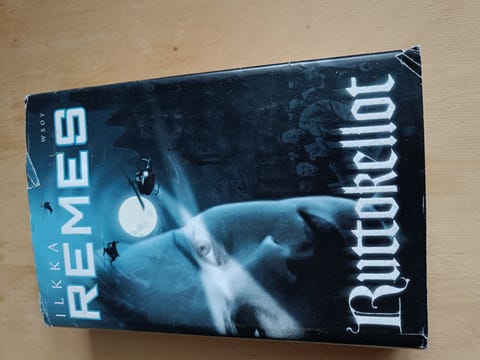 WSOY
ILKKA
REMES
Ruttokellot